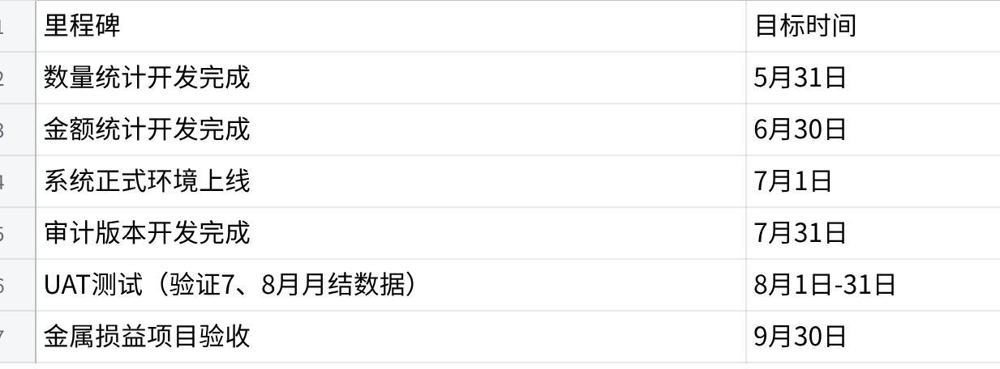 1 里程碑 目标时间
2 数量统计开发完成 5月31日
3 金额统计开发完成 6月30日
4 系统正式环境上线 7月1日
5 审计版本开发完成 7月31日
6 UAT测试（验证7、8月月结数据） 8月1日-31日
7 金属损益项目验收 9月30日